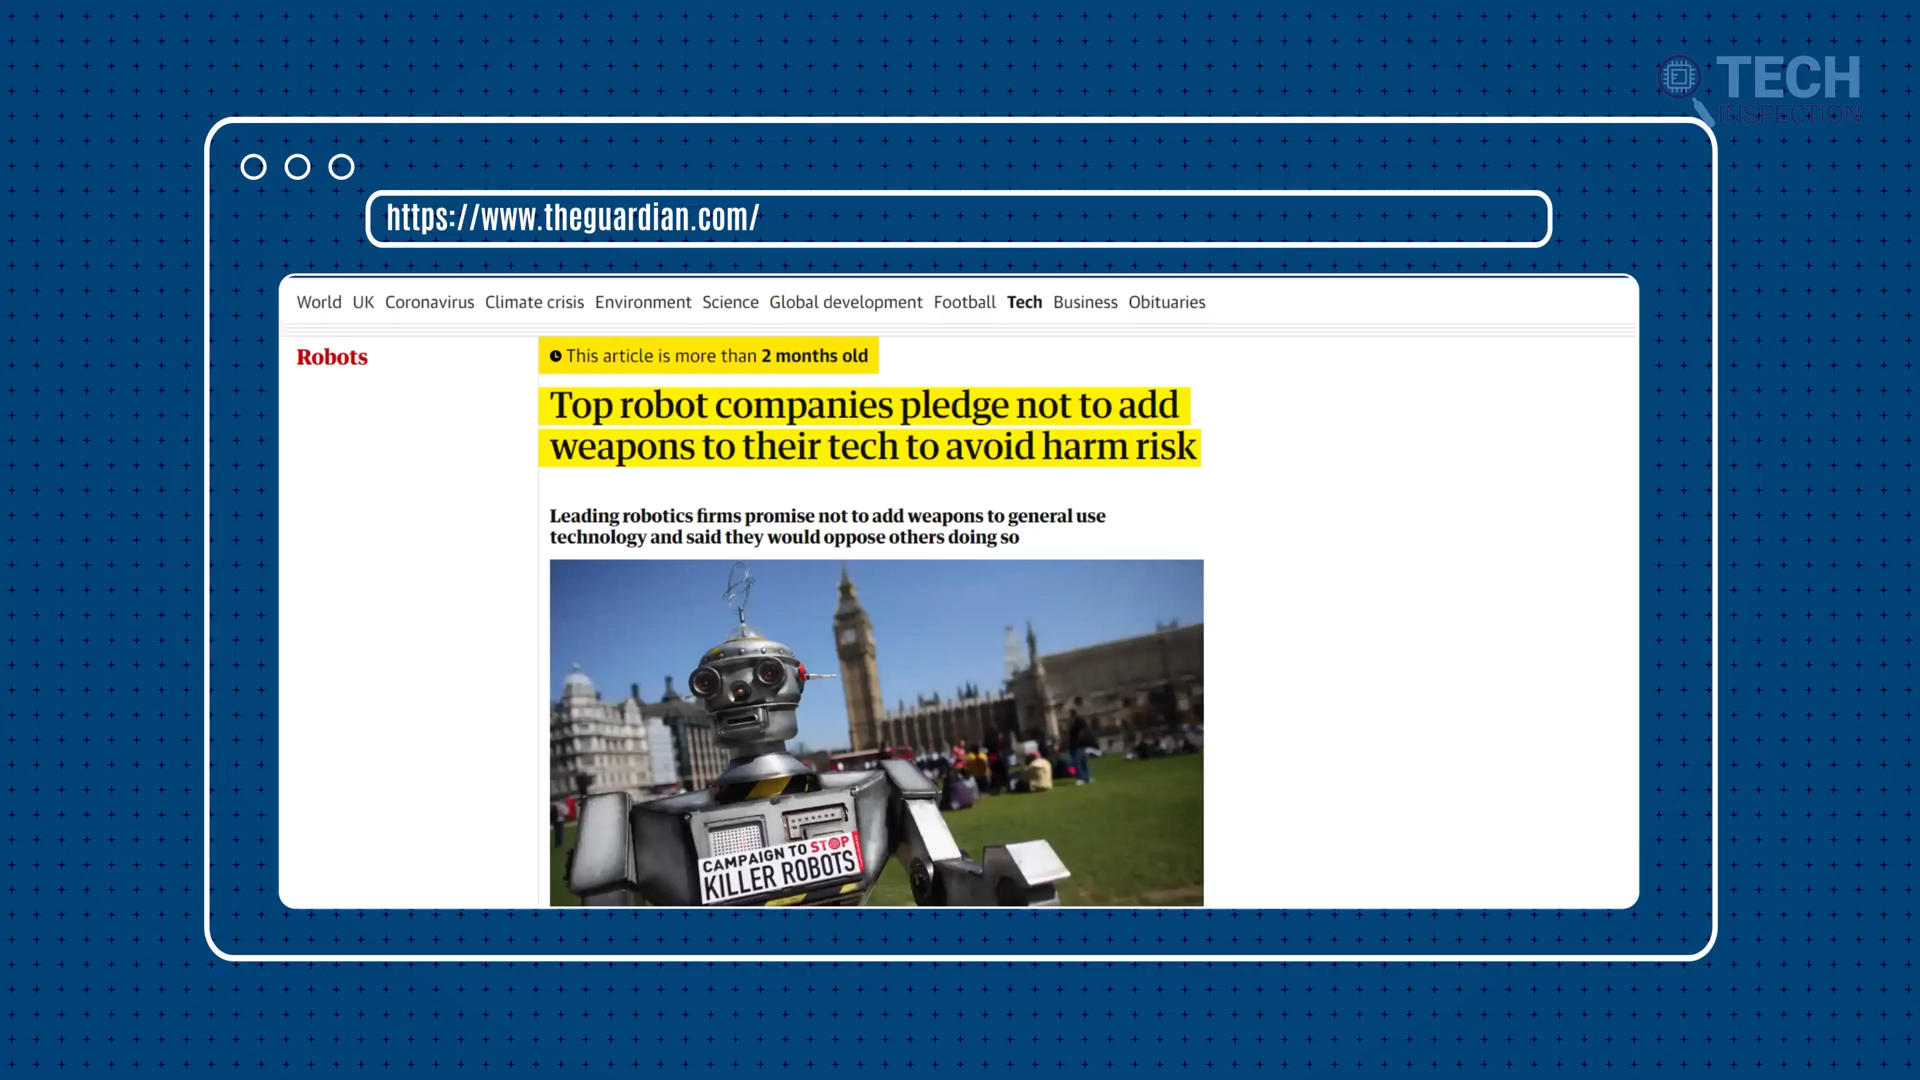 TECH
INSPECTION
https://www.theguardian.com/
World UK Coronavirus Climate crisis Environment Science Global development Football Tech Business Obituaries
Robots
This article is more than 2 months old
Top robot companies pledge not to add
weapons to their tech to avoid harm risk
Leading robotics firms promise not to add weapons to general use
technology and said they would oppose others doing so
CAMPAIGN TO STOP
KILLER ROBOTS